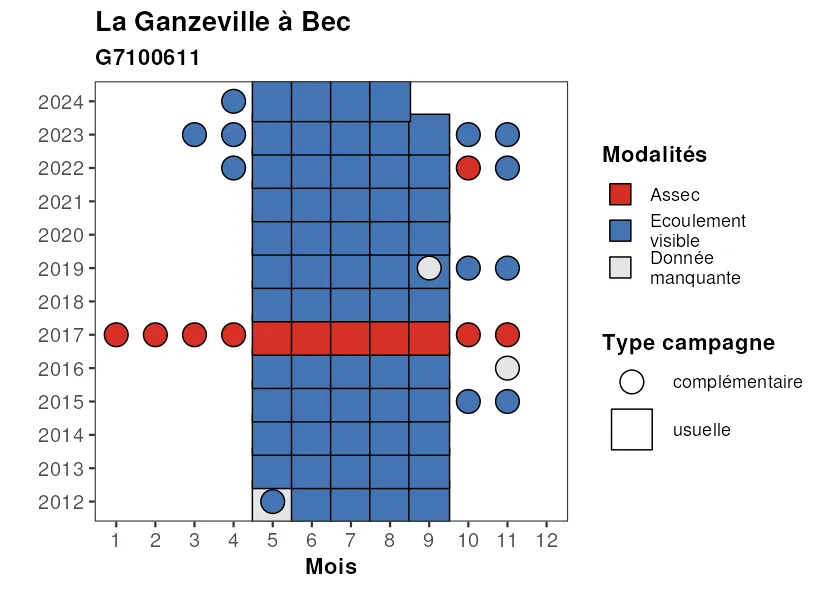 La Ganzeville à Bec
G7100611
2024
2023
2022
2021
2020
2019
2018
2017
2016
2015
2014
2013
2012
1 2 3 4 5 6 7 8 9 10 11 12
Mois
Modalités
Assec
Ecoulement
visible
Donnée
manquante
Type campagne
complémentaire
usuelle